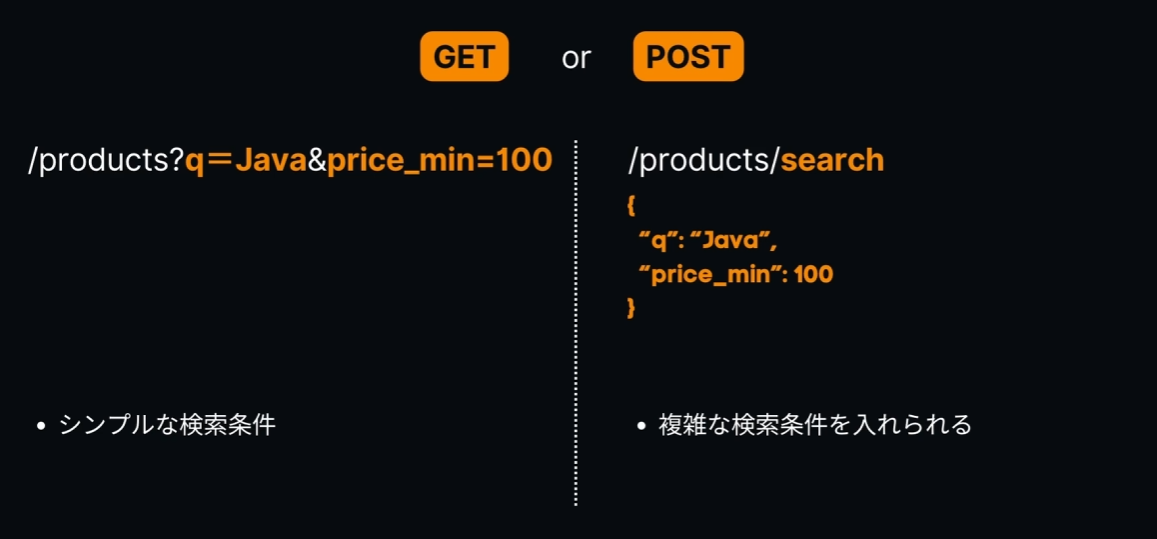 GET or POST
/products?q＝Java&price_min=100
/products/search
{
“q”: “Java”,
“price_min”: 100
}
• シンプルな検索条件
• 複雑な検索条件を入れられる